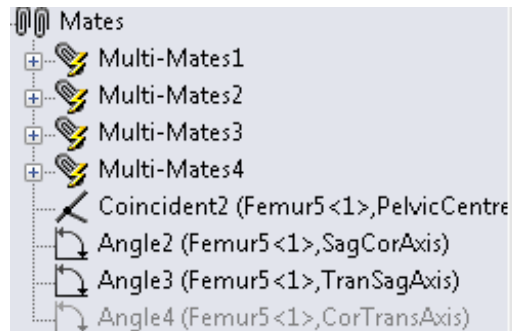 Mates
Multi-Mates1
Multi-Mates2
Multi-Mates3
Multi-Mates4
Coincident2 (Femur5<1>,PelvicCentre
Angle2 (Femur5<1>,SagCorAxis)
Angle3 (Femur5<1>,TranSagAxis)
Angle4 (Femur5<1>,CorTransAxis)